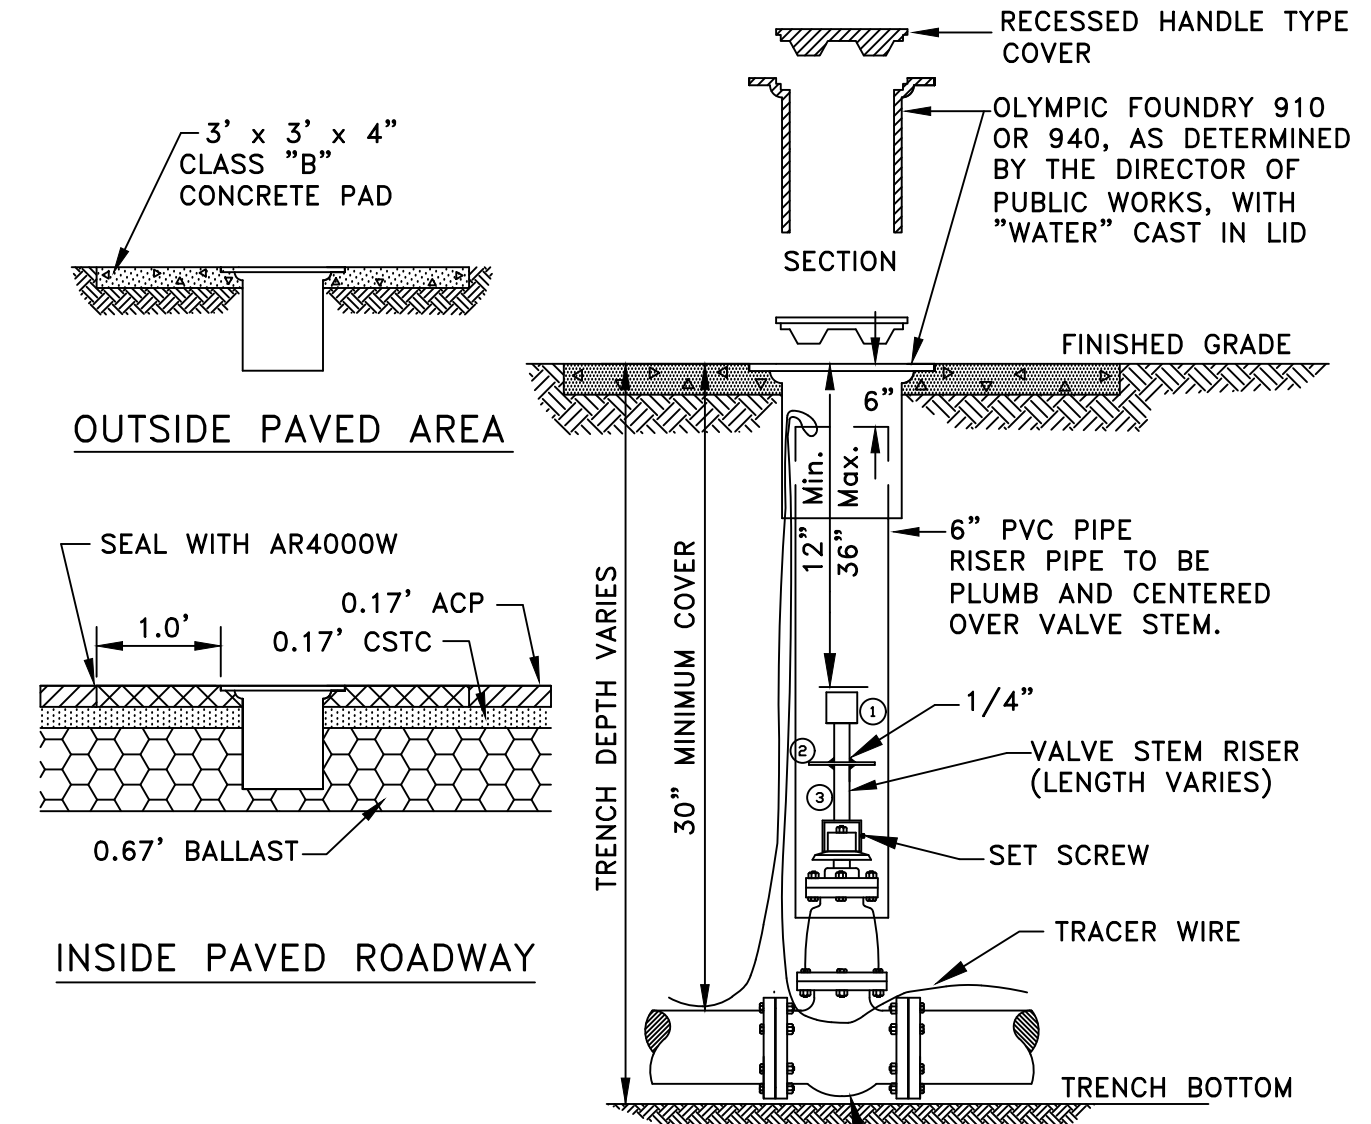 RECESSED HANDLE TYPE
COVER
OLYMPIC FOUNDRY 910
OR 940, AS DETERMINED
BY THE DIRECTOR OF
PUBLIC WORKS, WITH
"WATER" CAST IN LID
SECTION
3' x 3' x 4"
CLASS "B"
CONCRETE PAD
OUTSIDE PAVED AREA
FINISHED GRADE
6"
12" Min.
36" Max.
6" PVC PIPE
RISER PIPE TO BE
PLUMB AND CENTERED
OVER VALVE STEM.
SEAL WITH AR4000W
0.17' ACP
1.0'
0.17' CSTC
0.67' BALLAST
INSIDE PAVED ROADWAY
TRENCH DEPTH VARIES
30" MINIMUM COVER
1
1/4"
2
VALVE STEM RISER
(LENGTH VARIES)
3
SET SCREW
TRACER WIRE
TRENCH BOTTOM